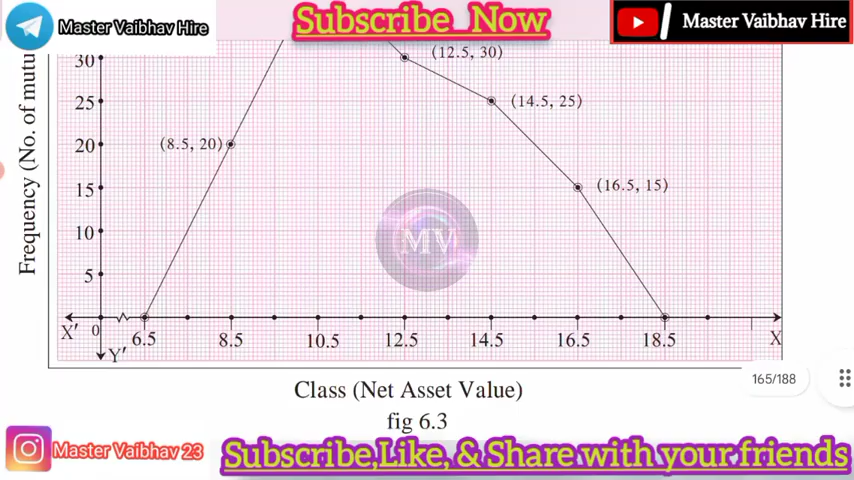 Master Vaibhav Hire
Subscribe Now
Master Vaibhav Hire
Frequency (No. of mutu
30
(12.5, 30)
25
(14.5, 25)
(8.5, 20)
20
15
(16.5, 15)
MV
10
5
X′
0
6.5
8.5
10.5
12.5
14.5
16.5
18.5
X
Y′
Class (Net Asset Value)
165/188
fig 6.3
Master Vaibhav 23
Subscribe,Like, & Share with your friends